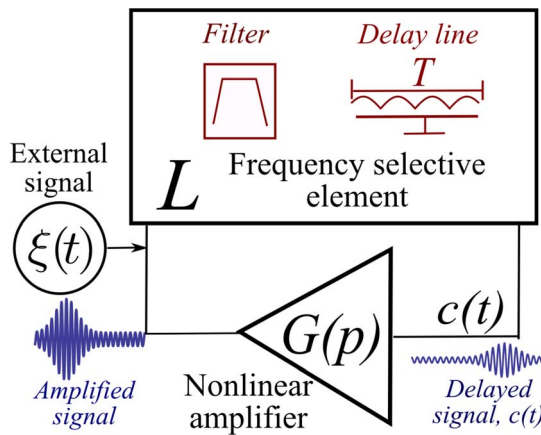 Filter
Delay line
T
External
signal
L
Frequency selective
element
ξ(t)
G(p)
c(t)
Amplified
signal
Nonlinear
amplifier
Delayed
signal, c(t)